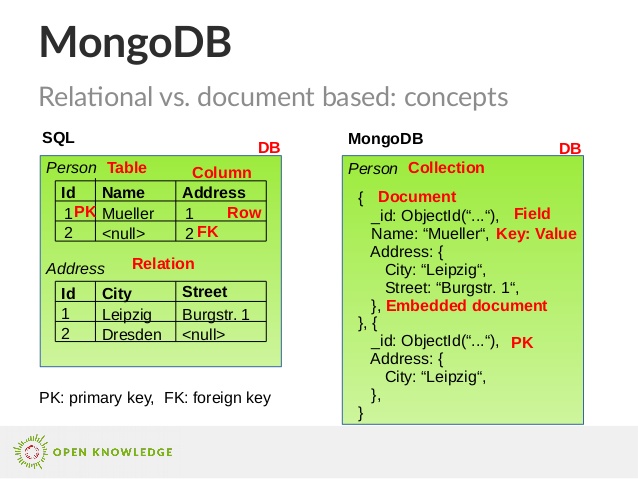 MongoDB
Relational vs. document based: concepts
SQL
DB
Person Table
Column
Id Name Address
1 PK Mueller 1 Row
2 <null> 2 FK
Address Relation
Id City Street
1 Leipzig Burgstr. 1
2 Dresden <null>
PK: primary key, FK: foreign key
MongoDB
DB
Person Collection
{ Document
_id: ObjectId(“...“), Field
Name: “Mueller“, Key: Value
Address: {
City: “Leipzig“,
Street: “Burgstr. 1“,
}, Embedded document
}, {
_id: ObjectId(“...“), PK
Address: {
City: “Leipzig“,
},
}
OPEN KNOWLEDGE